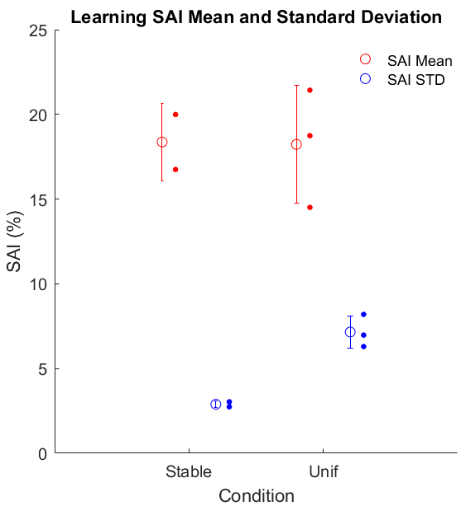 Learning SAI Mean and Standard Deviation
25
20
15
10
5
0
SAI (%)
SAI Mean
SAI STD
Stable
Unif
Condition